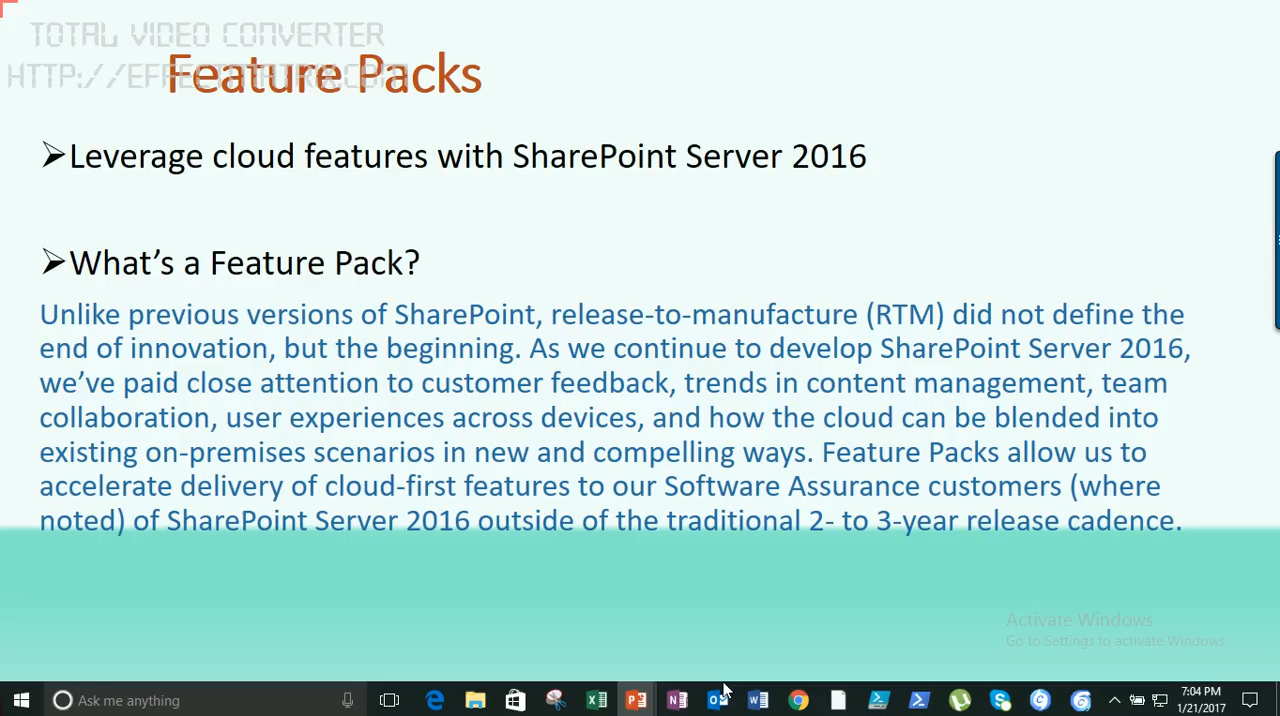 TOTAL VIDEO CONVERTER
HTTP://EFFECTMATRIX.COM
Feature Packs
➢Leverage cloud features with SharePoint Server 2016
➢What’s a Feature Pack?
Unlike previous versions of SharePoint, release-to-manufacture (RTM) did not define the
end of innovation, but the beginning. As we continue to develop SharePoint Server 2016,
we’ve paid close attention to customer feedback, trends in content management, team
collaboration, user experiences across devices, and how the cloud can be blended into
existing on-premises scenarios in new and compelling ways. Feature Packs allow us to
accelerate delivery of cloud-first features to our Software Assurance customers (where
noted) of SharePoint Server 2016 outside of the traditional 2- to 3-year release cadence.
Activate Windows
Go to Settings to activate Windows.
Ask me anything
7:04 PM
1/21/2017